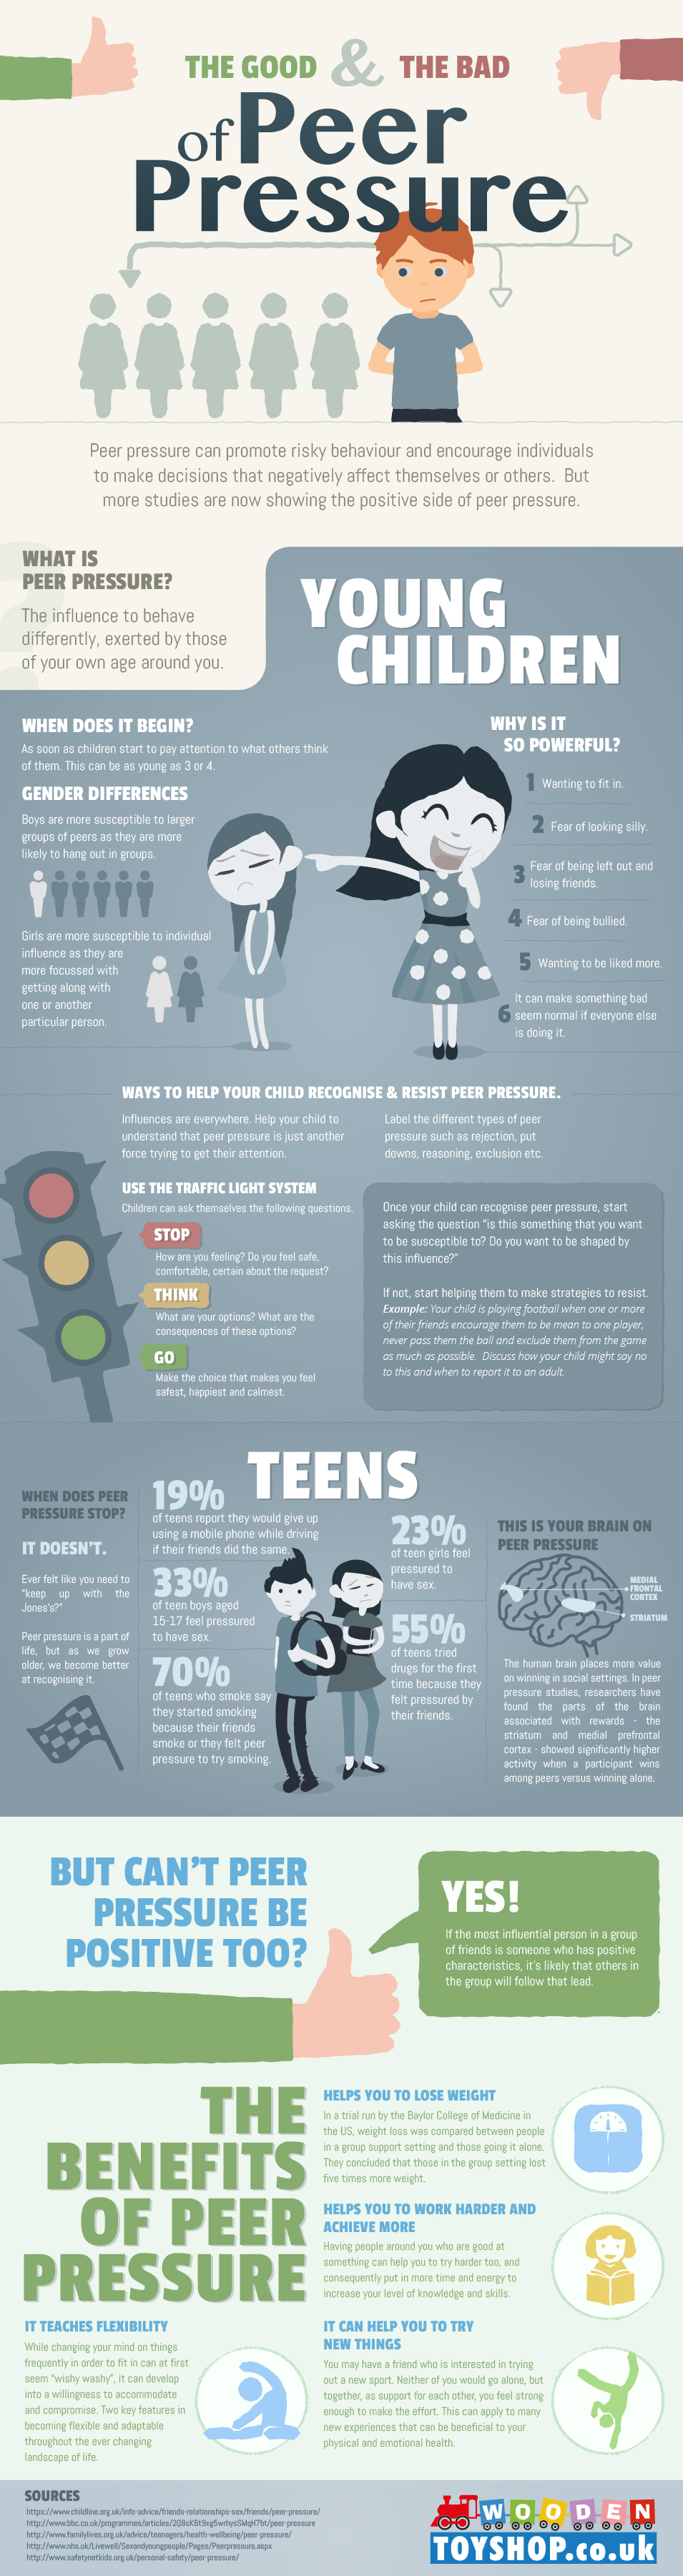 THE GOOD & THE BAD
of Peer
Pressure
Peer pressure can promote risky behaviour and encourage individuals
to make decisions that negatively affect themselves or others. But
more studies are now showing the positive side of peer pressure.
WHAT IS
PEER PRESSURE?
The influence to behave
differently, exerted by those
of your own age around you.
YOUNG
CHILDREN
WHEN DOES IT BEGIN?
As soon as children start to pay attention to what others think
of them. This can be as young as 3 or 4.
GENDER DIFFERENCES
Boys are more susceptible to larger
groups of peers as they are more
likely to hang out in groups.
Girls are more susceptible to individual
influence as they are
more focussed with
getting along with
one or another
particular person.
WHY IS IT
SO POWERFUL?
1 Wanting to fit in.
2 Fear of looking silly.
3 Fear of being left out and
losing friends.
4 Fear of being bullied.
5 Wanting to be liked more.
6 It can make something bad
seem normal if everyone else
is doing it.
WAYS TO HELP YOUR CHILD RECOGNISE & RESIST PEER PRESSURE.
Influences are everywhere. Help your child to
understand that peer pressure is just another
force trying to get their attention.
Label the different types of peer
pressure such as rejection, put
downs, reasoning, exclusion etc.
USE THE TRAFFIC LIGHT SYSTEM
Children can ask themselves the following questions.
STOP
How are you feeling? Do you feel safe,
comfortable, certain about the request?
THINK
What are your options? What are the
consequences of these options?
GO
Make the choice that makes you feel
safest, happiest and calmest.
Once your child can recognise peer pressure, start
asking the question "is this something that you want
to be susceptible to? Do you want to be shaped by
this influence?"
If not, start helping them to make strategies to resist.
Example: Your child is playing football when one or more
of their friends encourage them to be mean to one player,
never pass them the ball and exclude them from the game
as much as possible. Discuss how your child might say no
to this and when to report it to an adult.
TEENS
WHEN DOES PEER
PRESSURE STOP?
IT DOESN'T.
Ever felt like you need to
"keep up with the
Jones's?"
Peer pressure is a part of
life, but as we grow
older, we become better
at recognising it.
19%
of teens report they would give up
using a mobile phone while driving
if their friends did the same.
33%
of teen boys aged
15-17 feel pressured
to have sex.
70%
of teens who smoke say
they started smoking
because their friends
smoke or they felt peer
pressure to try smoking.
23%
of teen girls feel
pressured to
have sex.
55%
of teens tried
drugs for the first
time because they
felt pressured by
their friends.
THIS IS YOUR BRAIN ON
PEER PRESSURE
MEDIAL
FRONTAL
CORTEX
STRIATUM
The human brain places more value
on winning in social settings. In peer
pressure studies, researchers have
found the parts of the brain
associated with rewards - the
striatum and medial prefrontal
cortex - showed significantly higher
activity when a participant wins
among peers versus winning alone.
BUT CAN'T PEER
PRESSURE BE
POSITIVE TOO?
YES!
If the most influential person in a group
of friends is someone who has positive
characteristics, it's likely that others in
the group will follow that lead.
THE
BENEFITS
OF PEER
PRESSURE
HELPS YOU TO LOSE WEIGHT
In a trial run by the Baylor College of Medicine in
the US, weight loss was compared between people
in a group support setting and those going it alone.
They concluded that those in the group setting lost
five times more weight.
HELPS YOU TO WORK HARDER AND
ACHIEVE MORE
Having people around you who are good at
something can help you to try harder too, and
consequently put in more time and energy to
increase your level of knowledge and skills.
IT TEACHES FLEXIBILITY
While changing your mind on things
frequently in order to fit in can at first
seem "wishy washy", it can develop
into a willingness to accommodate
and compromise. Two key features in
becoming flexible and adaptable
throughout the ever changing
landscape of life.
IT CAN HELP YOU TO TRY
NEW THINGS
You may have a friend who is interested in trying
out a new sport. Neither of you would go alone, but
together, as support for each other, you feel strong
enough to make the effort. This can apply to many
new experiences that can be beneficial to your
physical and emotional health.
SOURCES
https://www.childline.org.uk/info-advice/friends-relationships-sex/friends/peer-pressure/
http://www.bbc.co.uk/programmes/articles/2Q8sKBt9xg5wrhysSMqH7bt/peer-pressure
http://www.familylives.org.uk/advice/teenagers/health-wellbeing/peer-pressure/
http://www.nhs.uk/Livewell/Sexandyoungpeople/Pages/Peerpressure.aspx
http://www.safetynetkids.org.uk/personal-safety/peer-pressure/
WOODEN
TOYSHOP.co.uk